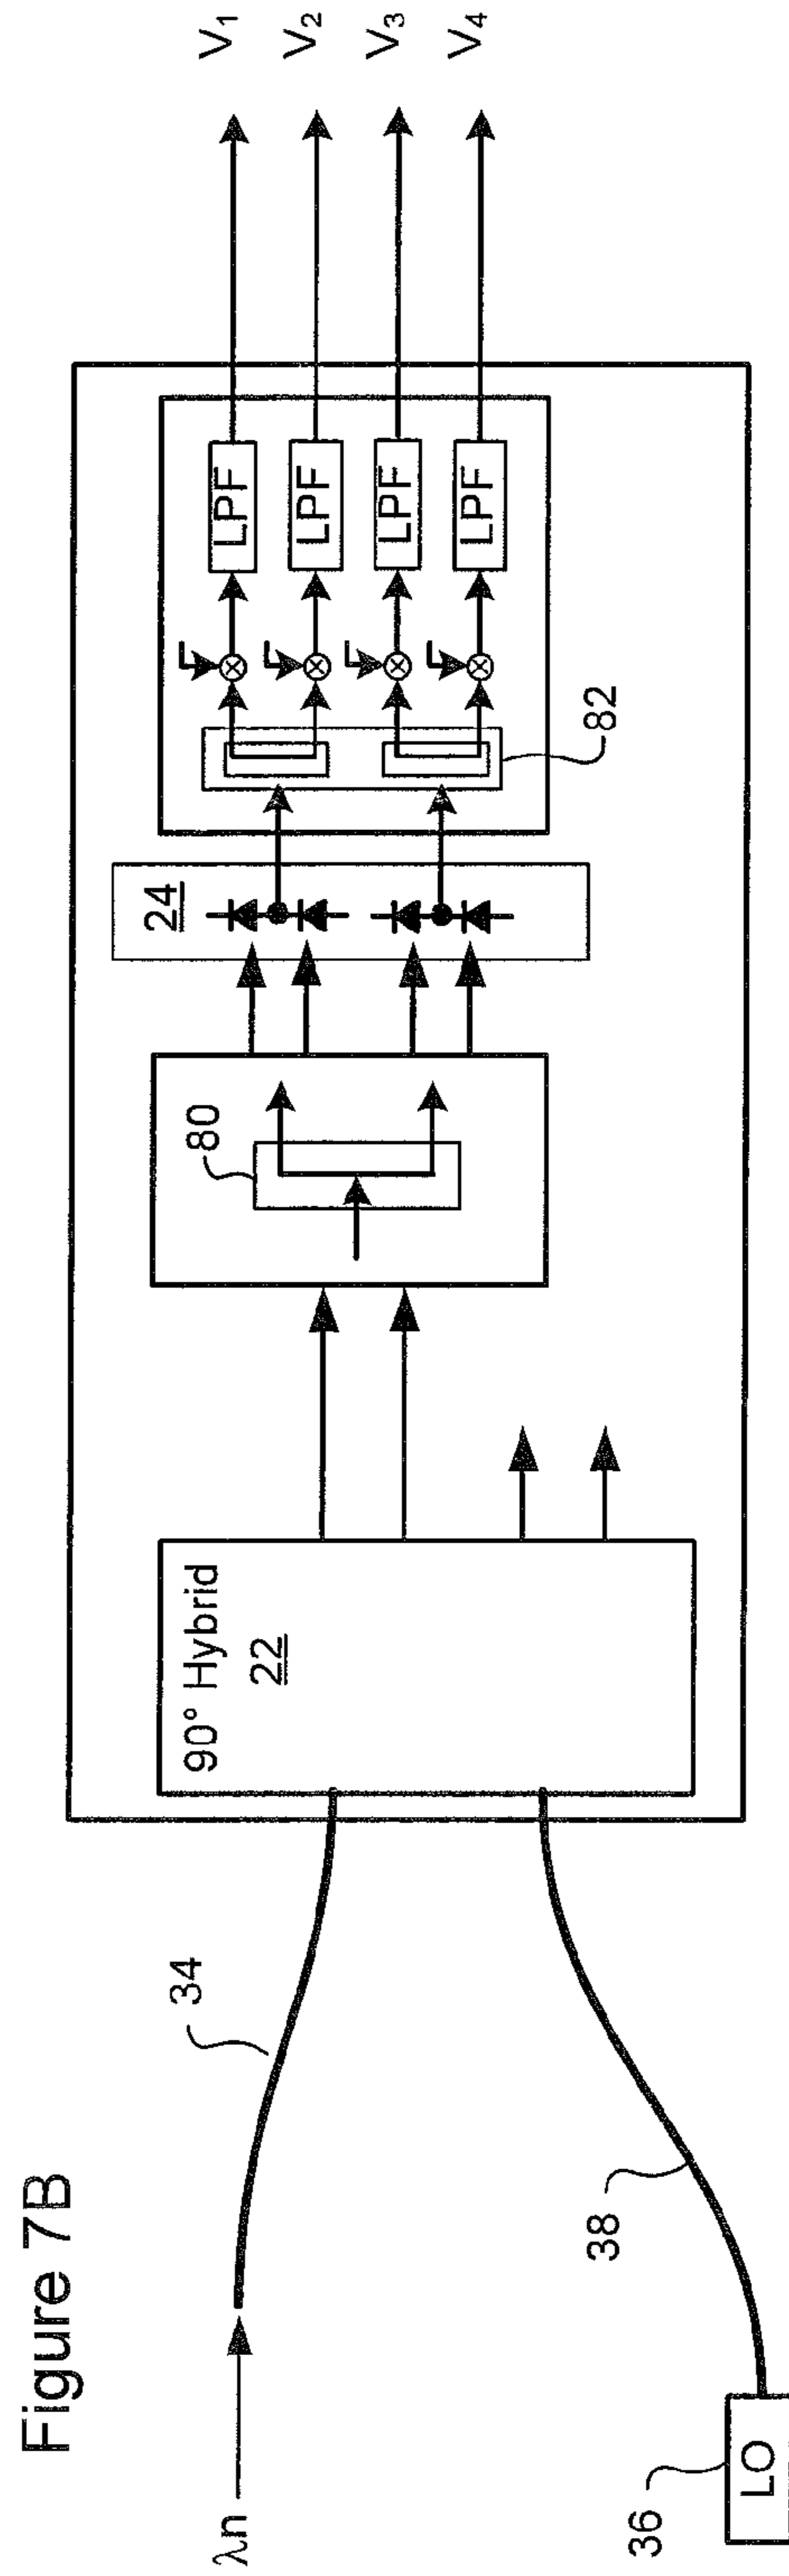 Figure 7B
λn
34
36
LO
38
90° Hybrid
22
80
24
82
LPF
LPF
LPF
LPF
V₁
V₂
V₃
V₄